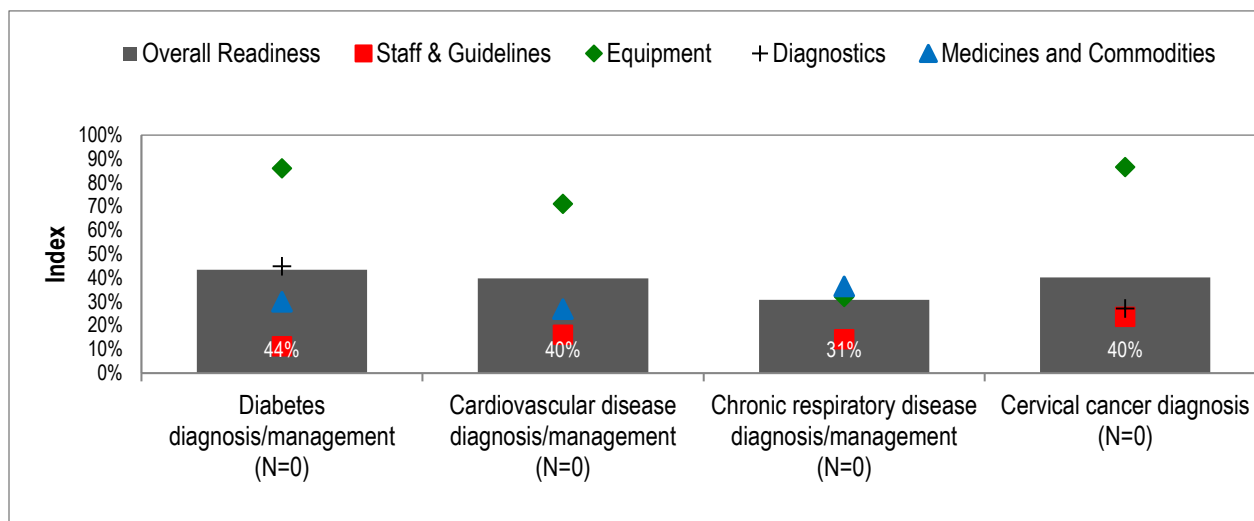 Overall Readiness Staff & Guidelines Equipment Diagnostics Medicines and Commodities
100%
90%
80%
70%
60%
50%
40%
30%
20%
10%
0%
Index
44% 40% 31% 40%
Diabetes
diagnosis/management
(N=0)
Cardiovascular disease
diagnosis/management
(N=0)
Chronic respiratory disease
diagnosis/management
(N=0)
Cervical cancer diagnosis
(N=0)